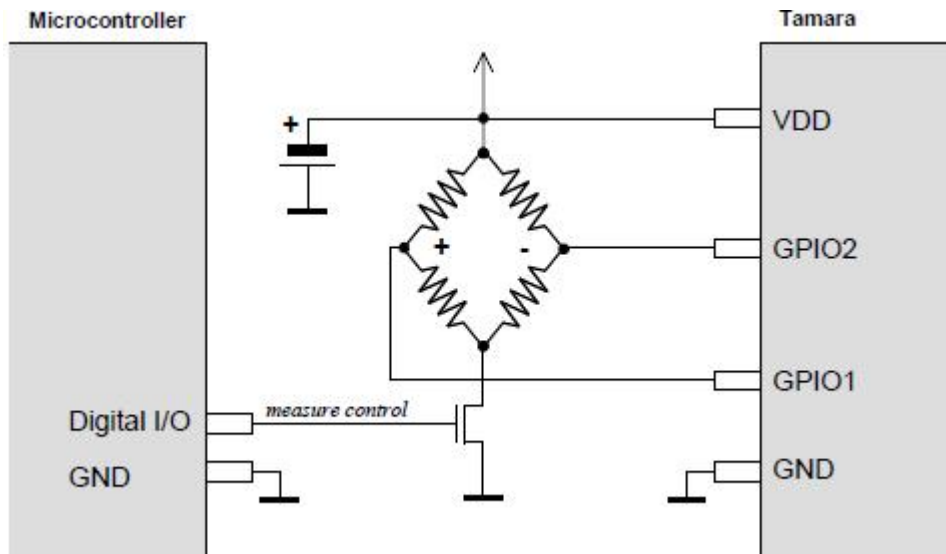 Microcontroller
Tamara
+
VDD
+
-
GPIO2
GPIO1
measure control
Digital I/O
GND
GND